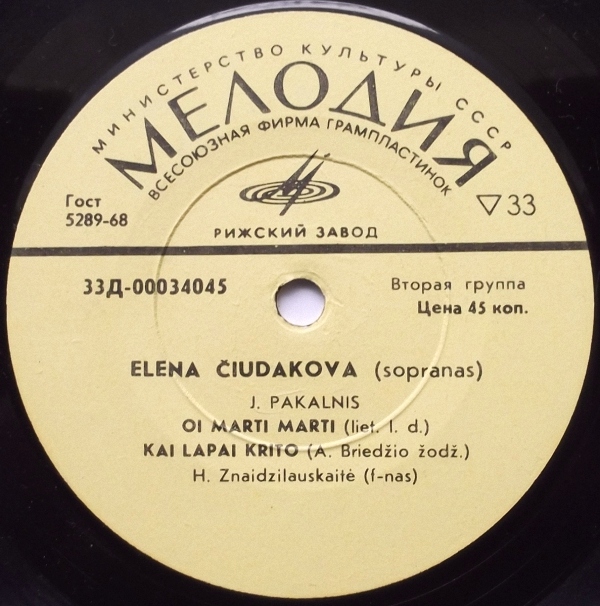 МИНИСТЕРСТВО КУЛЬТУРЫ СССР
МЕЛОДИЯ
ВСЕСОЮЗНАЯ ФИРМА ГРАМПЛАСТИНОК
Гост
5289-68
▽33
РИЖСКИЙ ЗАВОД
33Д-00034045
Вторая группа
Цена 45 коп.
ELENA ČIUDAKOVA (sopranas)
J. PAKALNIS
OI MARTI MARTI (liet. l. d.)
KAI LAPAI KRITO (A. Briedžio žodž.)
H. Znaidzilauskaitė (f-nas)